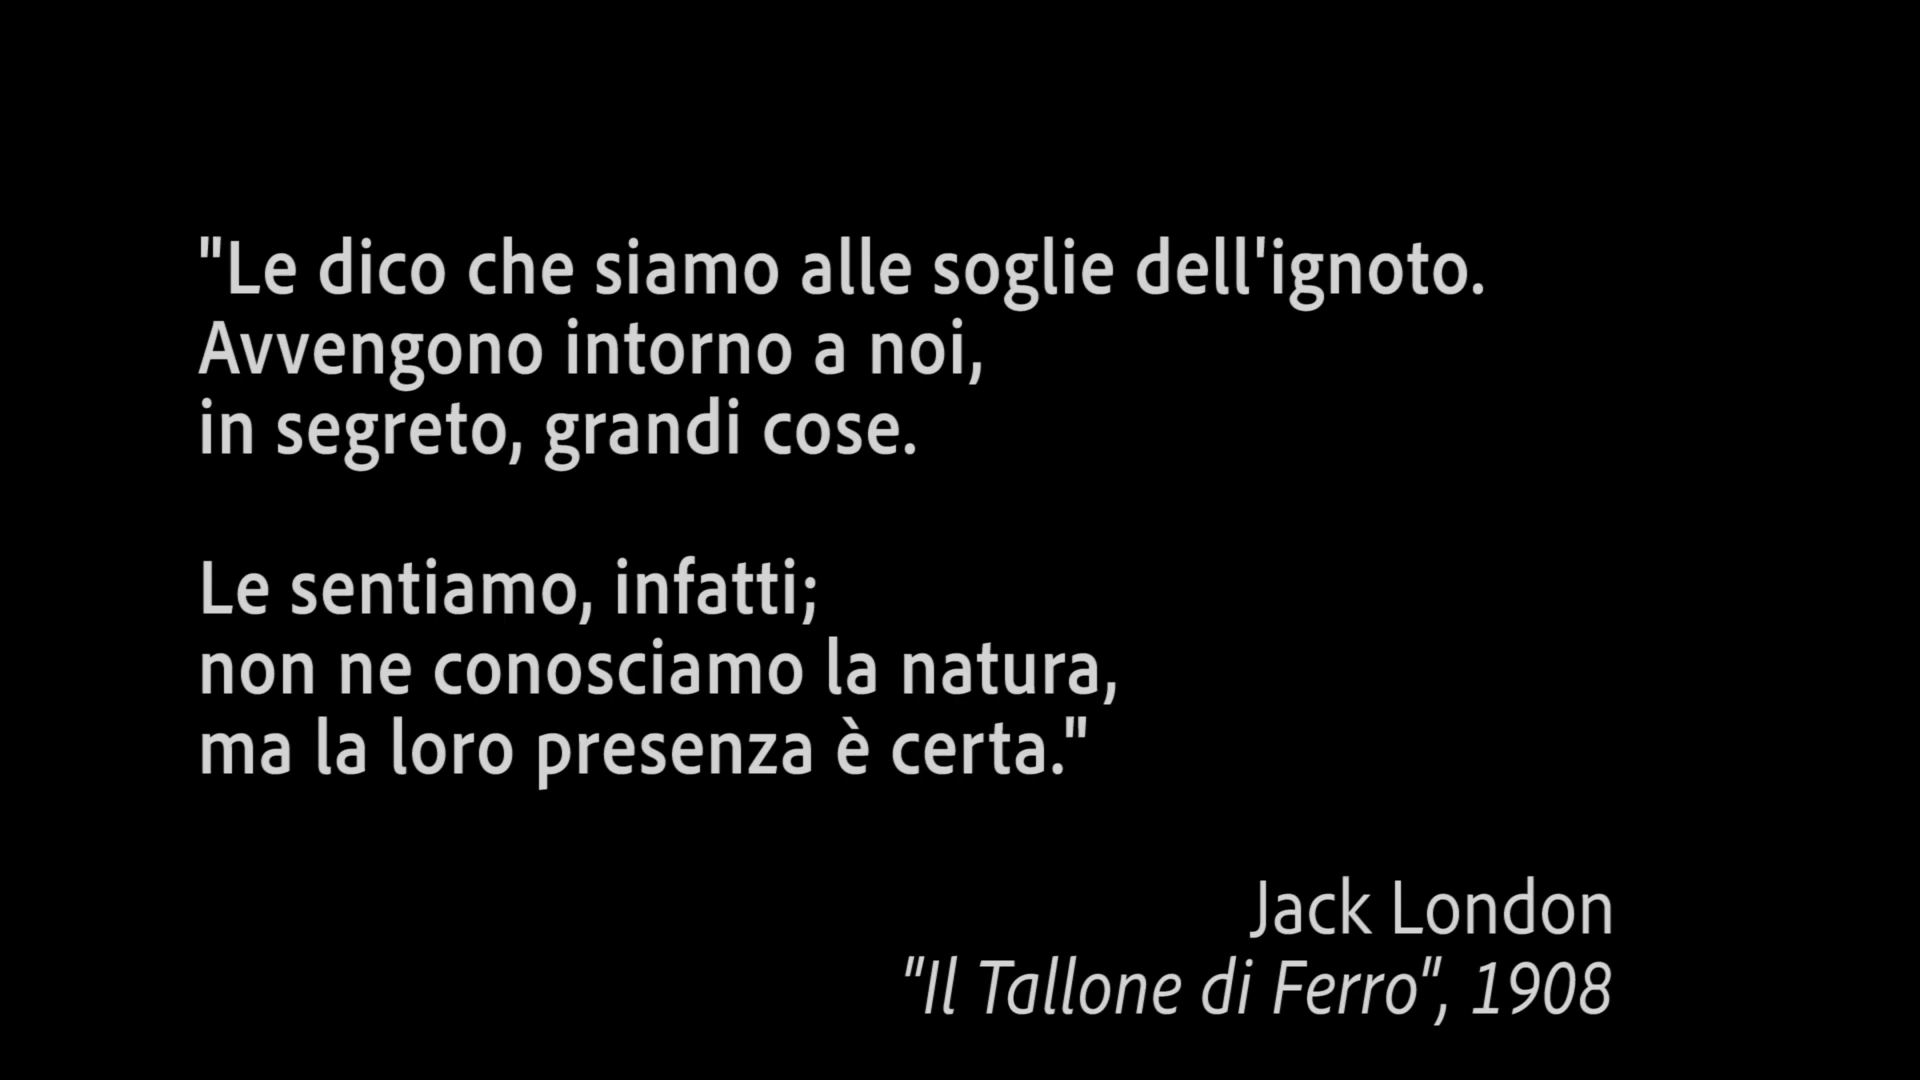 "Le dico che siamo alle soglie dell'ignoto.
Avvengono intorno a noi,
in segreto, grandi cose.
Le sentiamo, infatti;
non ne conosciamo la natura,
ma la loro presenza è certa."
Jack London
"Il Tallone di Ferro", 1908